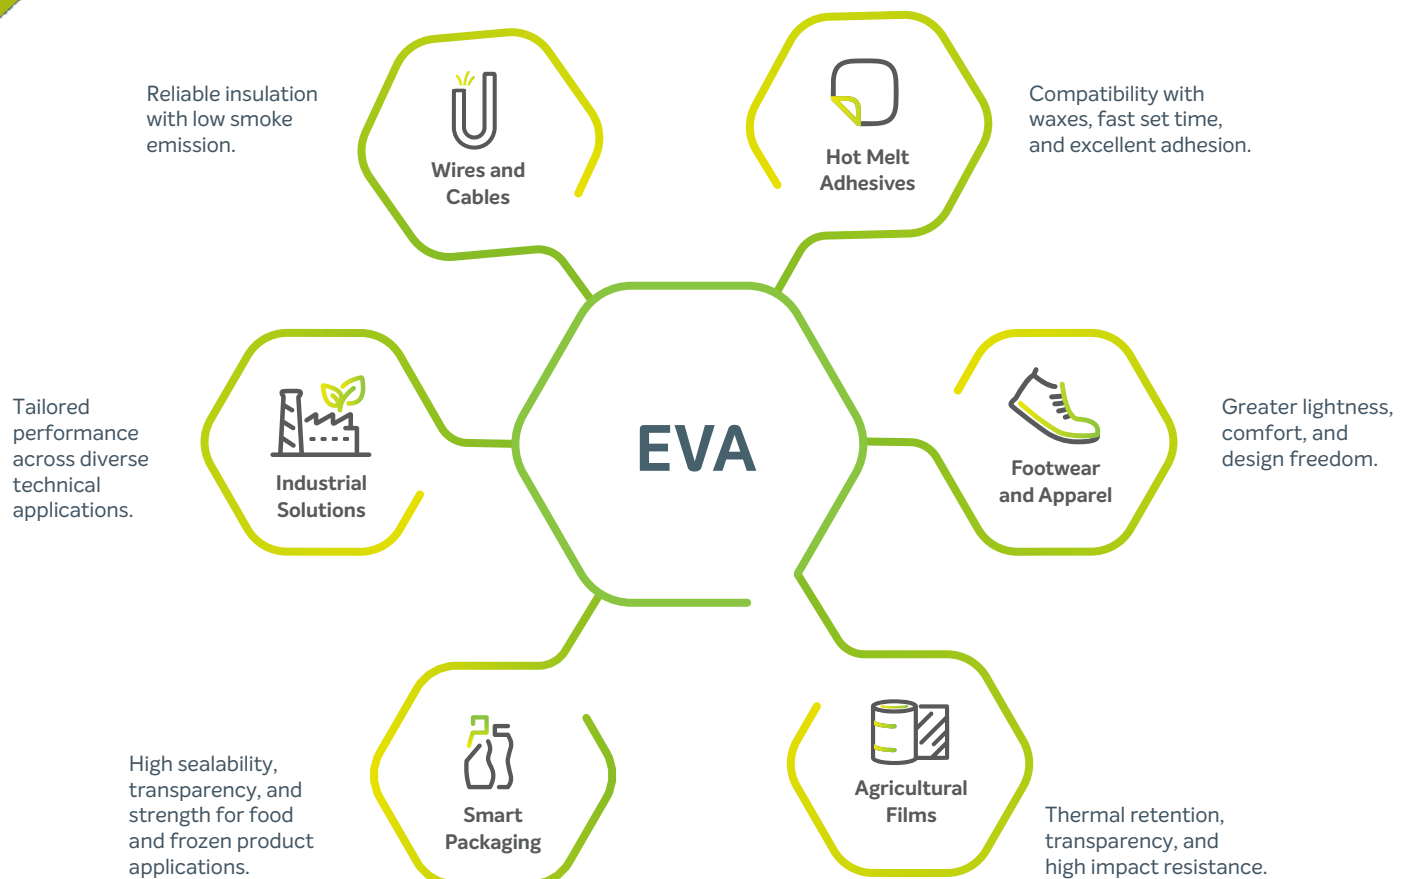 Reliable insulation
with low smoke
emission.
Wires and
Cables
Hot Melt
Adhesives
Compatibility with
waxes, fast set time,
and excellent adhesion.
Tailored
performance
across diverse
technical
applications.
Industrial
Solutions
EVA
Footwear
and Apparel
Greater lightness,
comfort, and
design freedom.
High sealability,
transparency, and
strength for food
and frozen product
applications.
Smart
Packaging
Agricultural
Films
Thermal retention,
transparency, and
high impact resistance.